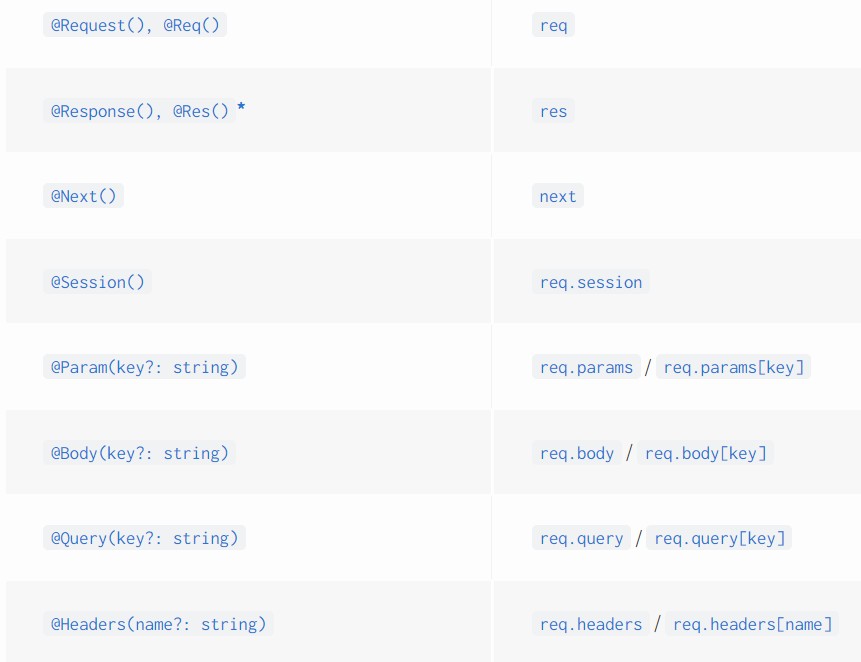 @Request(), @Req() req
@Response(), @Res() * res
@Next() next
@Session() req.session
@Param(key?: string) req.params / req.params[key]
@Body(key?: string) req.body / req.body[key]
@Query(key?: string) req.query / req.query[key]
@Headers(name?: string) req.headers / req.headers[name]